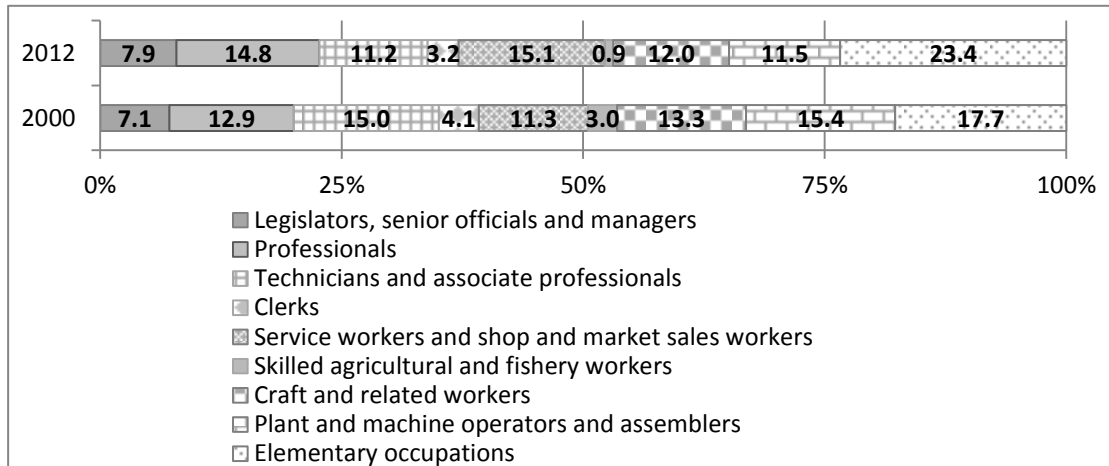 2012
7.9 14.8 11.2 3.2 15.1 0.9 12.0 11.5 23.4
2000
7.1 12.9 15.0 4.1 11.3 3.0 13.3 15.4 17.7
0% 25% 50% 75% 100%
Legislators, senior officials and managers
Professionals
Technicians and associate professionals
Clerks
Service workers and shop and market sales workers
Skilled agricultural and fishery workers
Craft and related workers
Plant and machine operators and assemblers
Elementary occupations